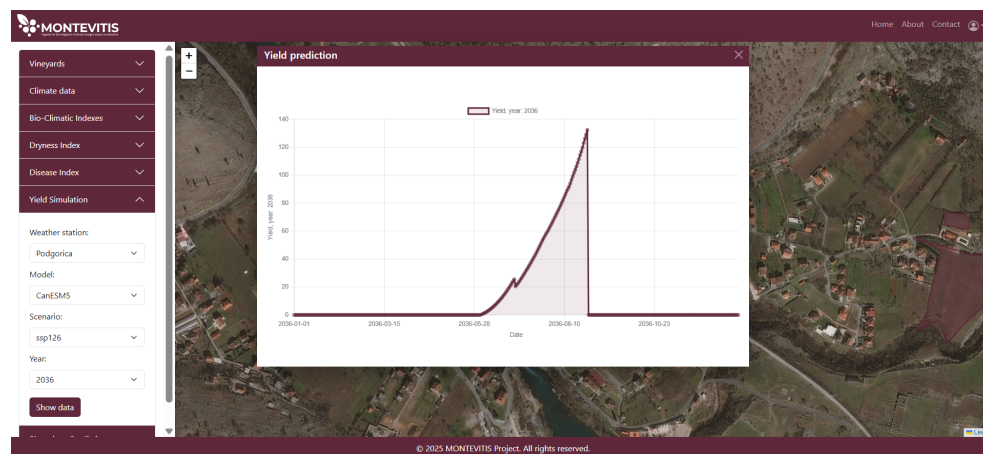 MONTEVITIS
Home About Contact
Vineyards
Climate data
Bio-Climatic Indexes
Dryness Index
Disease Index
Yield Simulation
Weather station:
Podgorica
Model:
CanESM5
Scenario:
ssp126
Year:
2036
Show data
+
−
Yield prediction
Yield, year: 2036
140
120
100
80
60
40
20
0
Yield, year: 2036
2036-01-01 2036-03-15 2036-05-28 2036-08-10 2036-10-23
Date
© 2025 MONTEVITIS Project. All rights reserved.